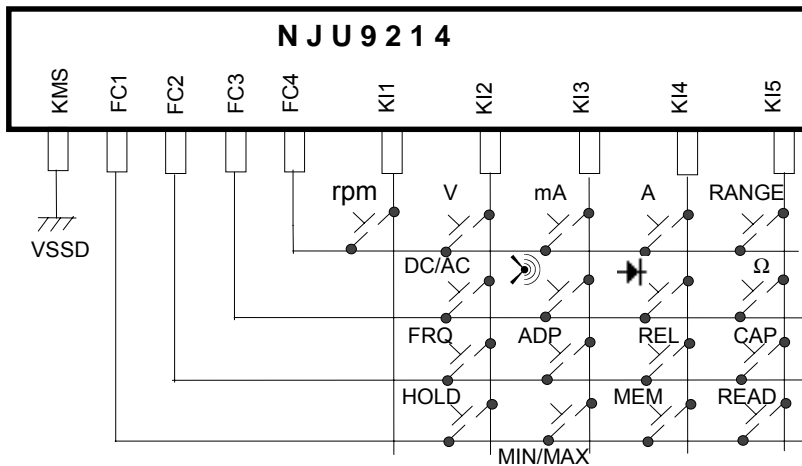 NJU9214
KMS FC1 FC2 FC3 FC4 KI1 KI2 KI3 KI4 KI5
rpm V mA A RANGE
VSSD
DC/AC Ω
FRQ ADP REL CAP
HOLD MEM READ
MIN/MAX